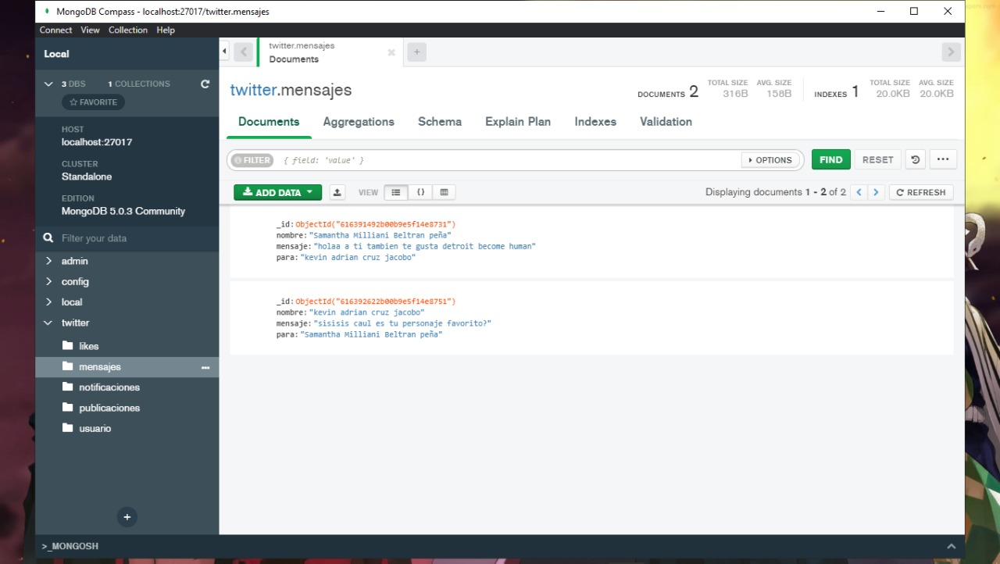 MongoDB Compass - localhost:27017/twitter.mensajes
Connect View Collection Help
Local
3 DBS 1 COLLECTIONS
FAVORITE
HOST
localhost:27017
CLUSTER
Standalone
EDITION
MongoDB 5.0.3 Community
Filter your data
admin
config
local
twitter
likes
mensajes
notificaciones
publicaciones
usuario
+
>_MONGOSH
twitter.mensajes
Documents
+
twitter.mensajes
DOCUMENTS 2
TOTAL SIZE 316B
AVG. SIZE 158B
INDEXES 1
TOTAL SIZE 20.0KB
AVG. SIZE 20.0KB
Documents Aggregations Schema Explain Plan Indexes Validation
FILTER { field: 'value' } OPTIONS FIND RESET
ADD DATA VIEW {} Displaying documents 1 - 2 of 2 REFRESH
_id:ObjectId("616391492b00b9e5f14e8731")
nombre:"Samantha Milliani Beltran peña"
mensaje:"holaa a ti tambien te gusta detroit become human"
para:"kevin adrian cruz jacobo"
_id:ObjectId("616392622b00b9e5f14e8751")
nombre:"kevin adrian cruz jacobo"
mensaje:"sisisis caul es tu personaje favorito?"
para:"Samantha Milliani Beltran peña"